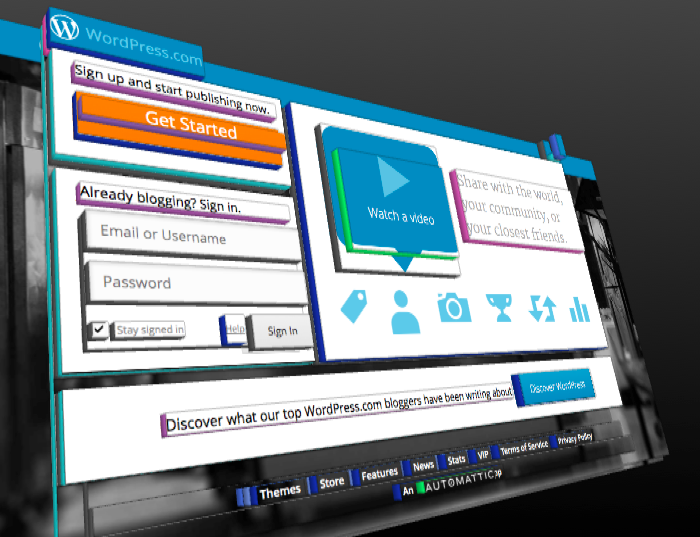 WordPress.com
Sign up and start publishing now.
Get Started
Already blogging? Sign in.
Email or Username
Password
Stay signed in
Help
Sign In
Watch a video
Share with the world,
your community, or
your closest friends.
Discover what our top WordPress.com bloggers have been writing about
Discover WordPress
Themes Store Features News Stats VIP Terms of Service Privacy Policy
An AUTOMATTIC